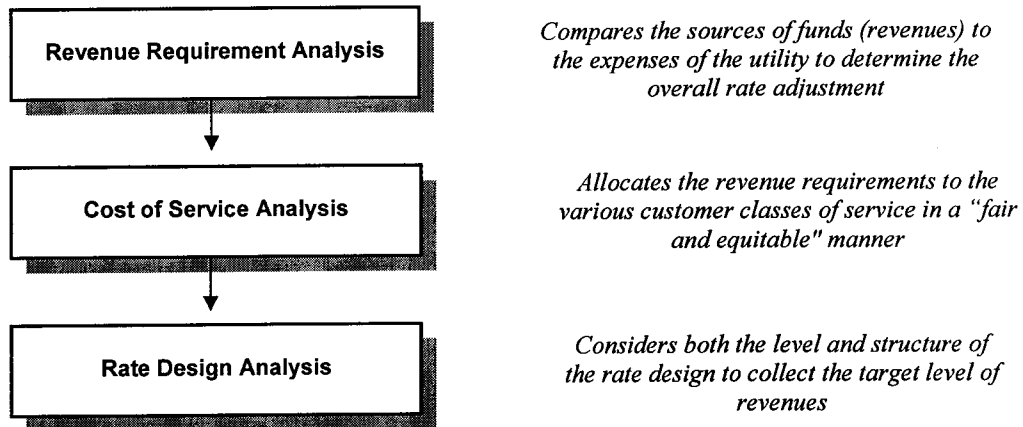 Revenue Requirement Analysis
Compares the sources of funds (revenues) to
the expenses of the utility to determine the
overall rate adjustment
Cost of Service Analysis
Allocates the revenue requirements to the
various customer classes of service in a “fair
and equitable" manner
Rate Design Analysis
Considers both the level and structure of
the rate design to collect the target level of
revenues